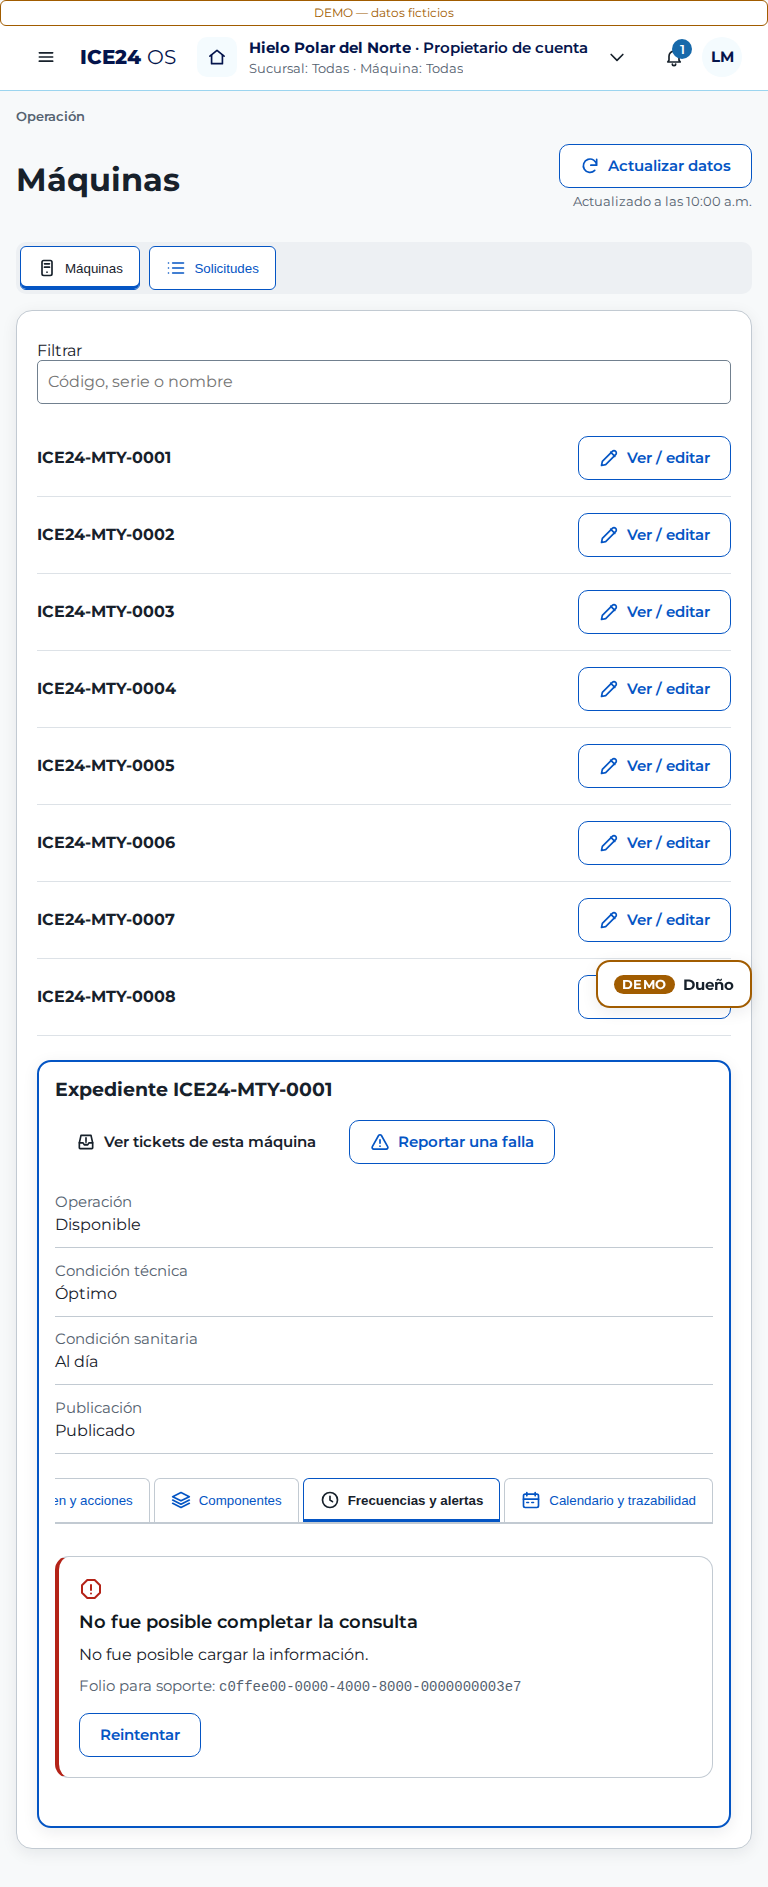 DEMO — datos ficticios
ICE24 OS
Hielo Polar del Norte · Propietario de cuenta
Sucursal: Todas · Máquina: Todas
1
LM
Operación
Máquinas
Actualizar datos
Actualizado a las 10:00 a.m.
Máquinas
Solicitudes
Filtrar
Código, serie o nombre
ICE24-MTY-0001
Ver / editar
ICE24-MTY-0002
Ver / editar
ICE24-MTY-0003
Ver / editar
ICE24-MTY-0004
Ver / editar
ICE24-MTY-0005
Ver / editar
ICE24-MTY-0006
Ver / editar
ICE24-MTY-0007
Ver / editar
ICE24-MTY-0008
DEMO Dueño
Expediente ICE24-MTY-0001
Ver tickets de esta máquina
Reportar una falla
Operación
Disponible
Condición técnica
Óptimo
Condición sanitaria
Al día
Publicación
Publicado
en y acciones
Componentes
Frecuencias y alertas
Calendario y trazabilidad
No fue posible completar la consulta
No fue posible cargar la información.
Folio para soporte: c0ffee00-0000-4000-8000-0000000003e7
Reintentar